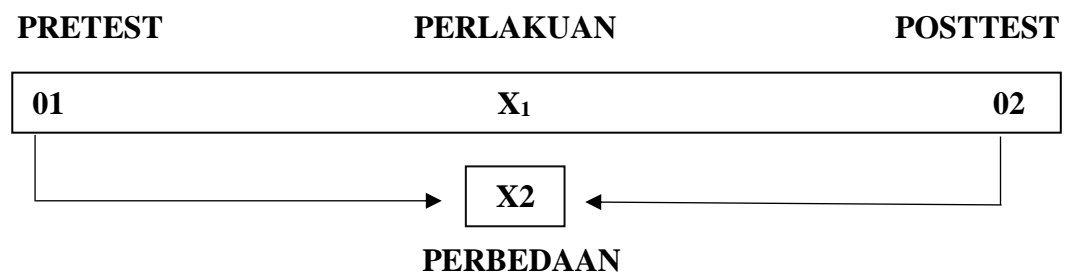 PRETEST PERLAKUAN POSTTEST
01 X₁ 02
X2
PERBEDAAN